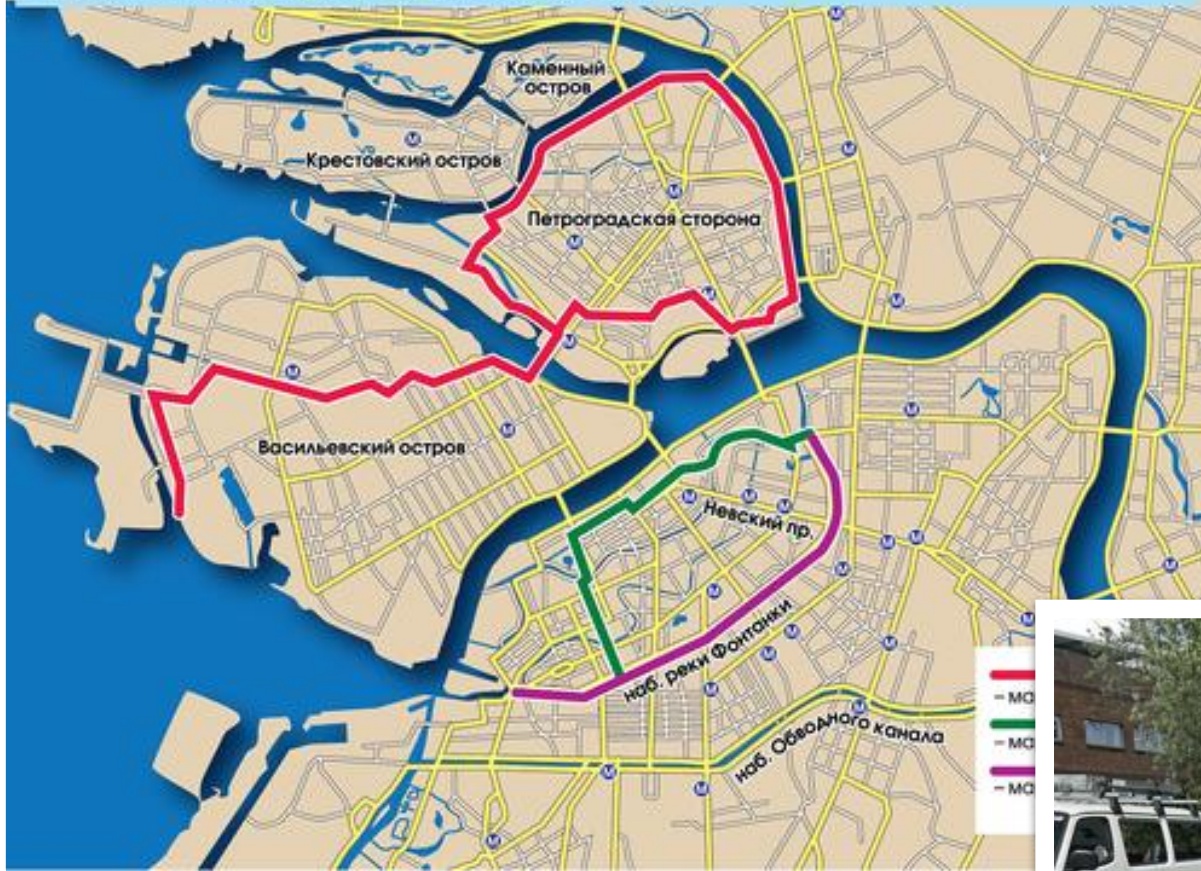 Каменный
остров
Крестовский остров
Петроградская сторона
Васильевский остров
Невский пр.
наб. реки Фонтанки
наб. Обводного канала
– ма
– ма
– ма